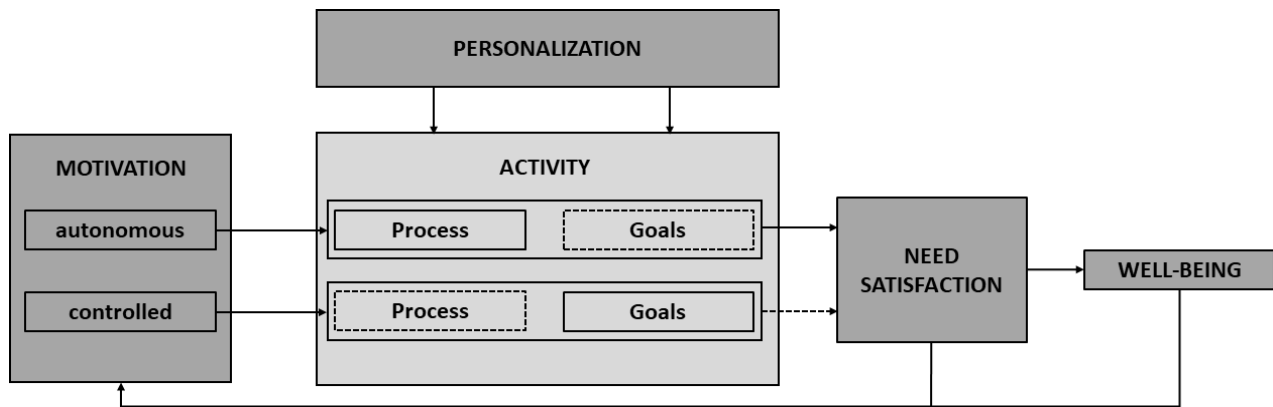 PERSONALIZATION
MOTIVATION
autonomous
controlled
ACTIVITY
Process
Goals
Process
Goals
NEED
SATISFACTION
WELL-BEING